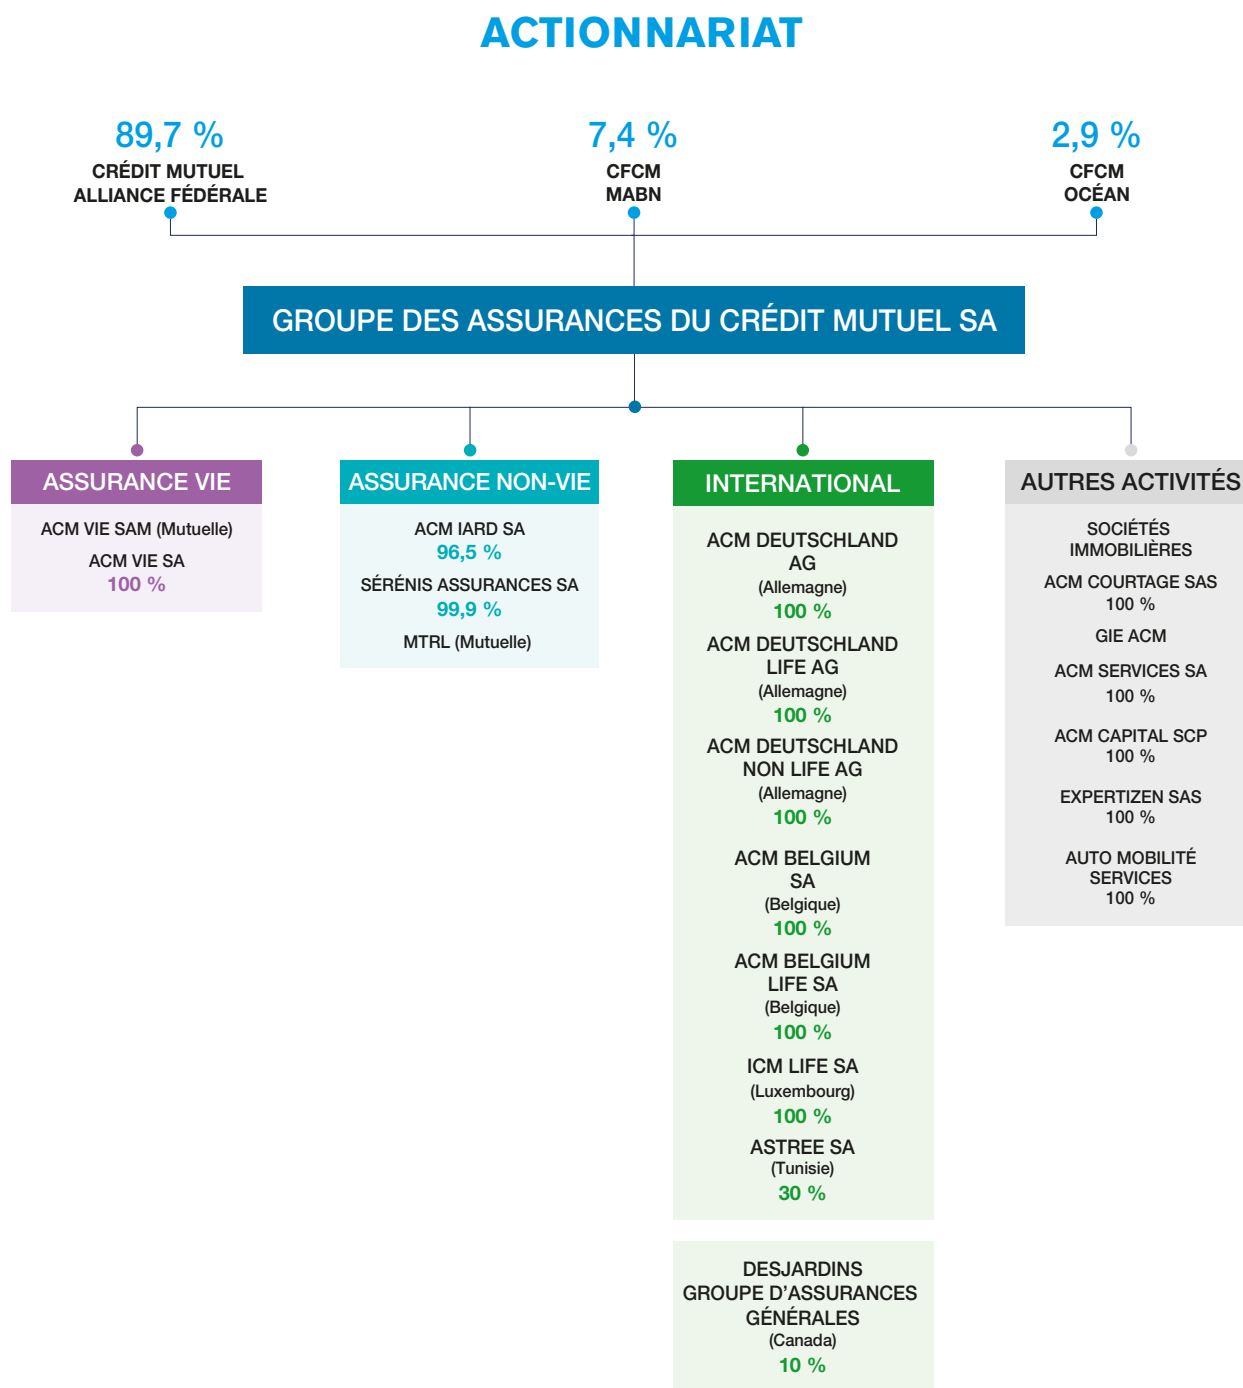 ACTIONNARIAT
89,7 %
CRÉDIT MUTUEL
ALLIANCE FÉDÉRALE
7,4 %
CFCM
MABN
2,9 %
CFCM
OCÉAN
GROUPE DES ASSURANCES DU CRÉDIT MUTUEL SA
ASSURANCE VIE
ACM VIE SAM (Mutuelle)
ACM VIE SA
100 %
ASSURANCE NON-VIE
ACM IARD SA
96,5 %
SÉRÉNIS ASSURANCES SA
99,9 %
MTRL (Mutuelle)
INTERNATIONAL
ACM DEUTSCHLAND
AG
(Allemagne)
100 %
ACM DEUTSCHLAND
LIFE AG
(Allemagne)
100 %
ACM DEUTSCHLAND
NON LIFE AG
(Allemagne)
100 %
ACM BELGIUM
SA
(Belgique)
100 %
ACM BELGIUM
LIFE SA
(Belgique)
100 %
ICM LIFE SA
(Luxembourg)
100 %
ASTREE SA
(Tunisie)
30 %
DESJARDINS
GROUPE D'ASSURANCES
GÉNÉRALES
(Canada)
10 %
AUTRES ACTIVITÉS
SOCIÉTÉS
IMMOBILIÈRES
ACM COURTAGE SAS
100 %
GIE ACM
ACM SERVICES SA
100 %
ACM CAPITAL SCP
100 %
EXPERTIZEN SAS
100 %
AUTO MOBILITÉ
SERVICES
100 %